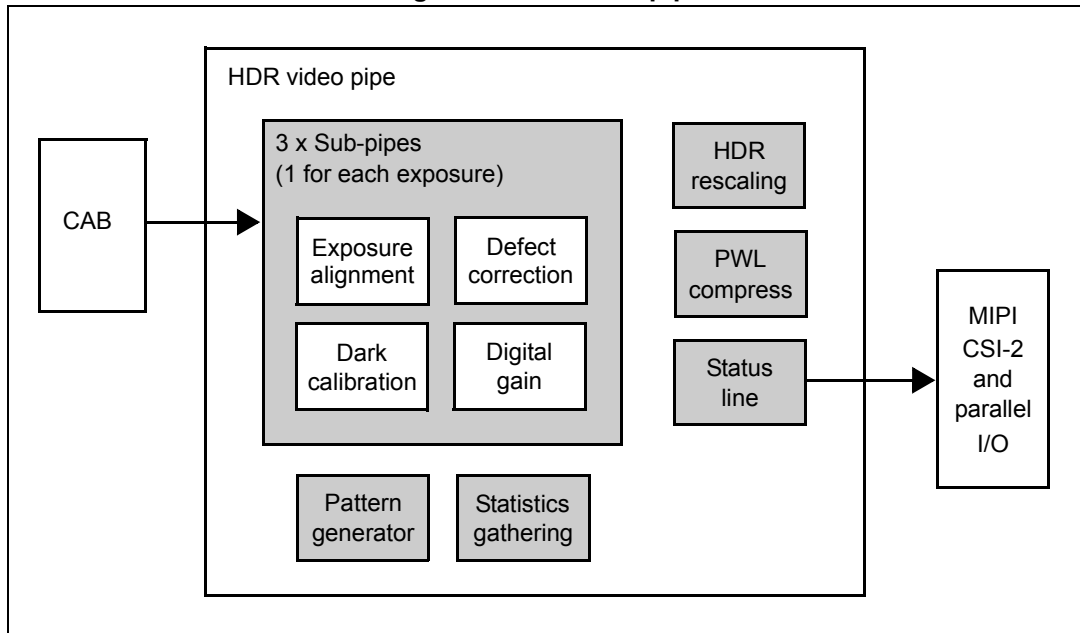 HDR video pipe
3 x Sub-pipes
(1 for each exposure)
CAB
Exposure
alignment
Defect
correction
Dark
calibration
Digital
gain
Pattern
generator
Statistics
gathering
HDR
rescaling
PWL
compress
Status
line
MIPI
CSI-2
and
parallel
I/O